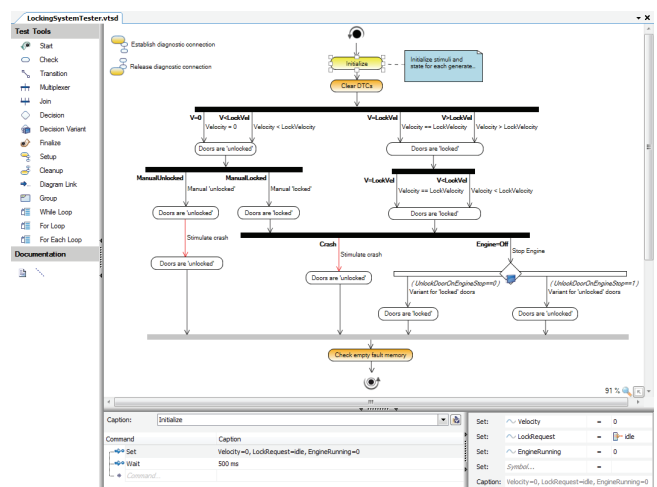 LockingSystemTester.vtsd
Test Tools
Start
Check
Transition
Multiplexer
Join
Decision
Decision Variant
Finalize
Setup
Cleanup
Diagram Link
Group
While Loop
For Loop
For Each Loop
Documentation
Establish diagnostic connection
Release diagnostic connection
Initialize
Initialize stimuli and
state for each generate...
Clear DTCs
V=0
V<LockVel
V=LockVel
V>LockVel
Velocity = 0
Velocity < LockVelocity
Velocity == LockVelocity
Velocity > LockVelocity
Doors are 'unlocked'
Doors are 'locked'
ManualUnlocked
ManualLocked
V=LockVel
V<LockVel
Manual 'unlocked'
Manual 'locked'
Velocity == LockVelocity
Velocity < LockVelocity
Doors are 'unlocked'
Doors are 'locked'
Doors are 'locked'
Stimulate crash
Crash
Engine=Off
Stimulate crash
Stop Engine
Doors are 'unlocked'
Doors are 'unlocked'
( UnlockDoorOnEngineStop==0 )
Variant for 'locked' doors
( UnlockDoorOnEngineStop==1 )
Variant for 'unlocked' doors
Doors are 'locked'
Doors are 'unlocked'
Check empty fault memory
91 %
Caption: Initialize
Command Caption
Set Velocity=0, LockRequest=idle, EngineRunning=0
Wait 500 ms
Command...
Set: Velocity = 0
Set: LockRequest = idle
Set: EngineRunning = 0
Set: Symbol... =
Caption: Velocity=0, LockRequest=idle, EngineRunning=0